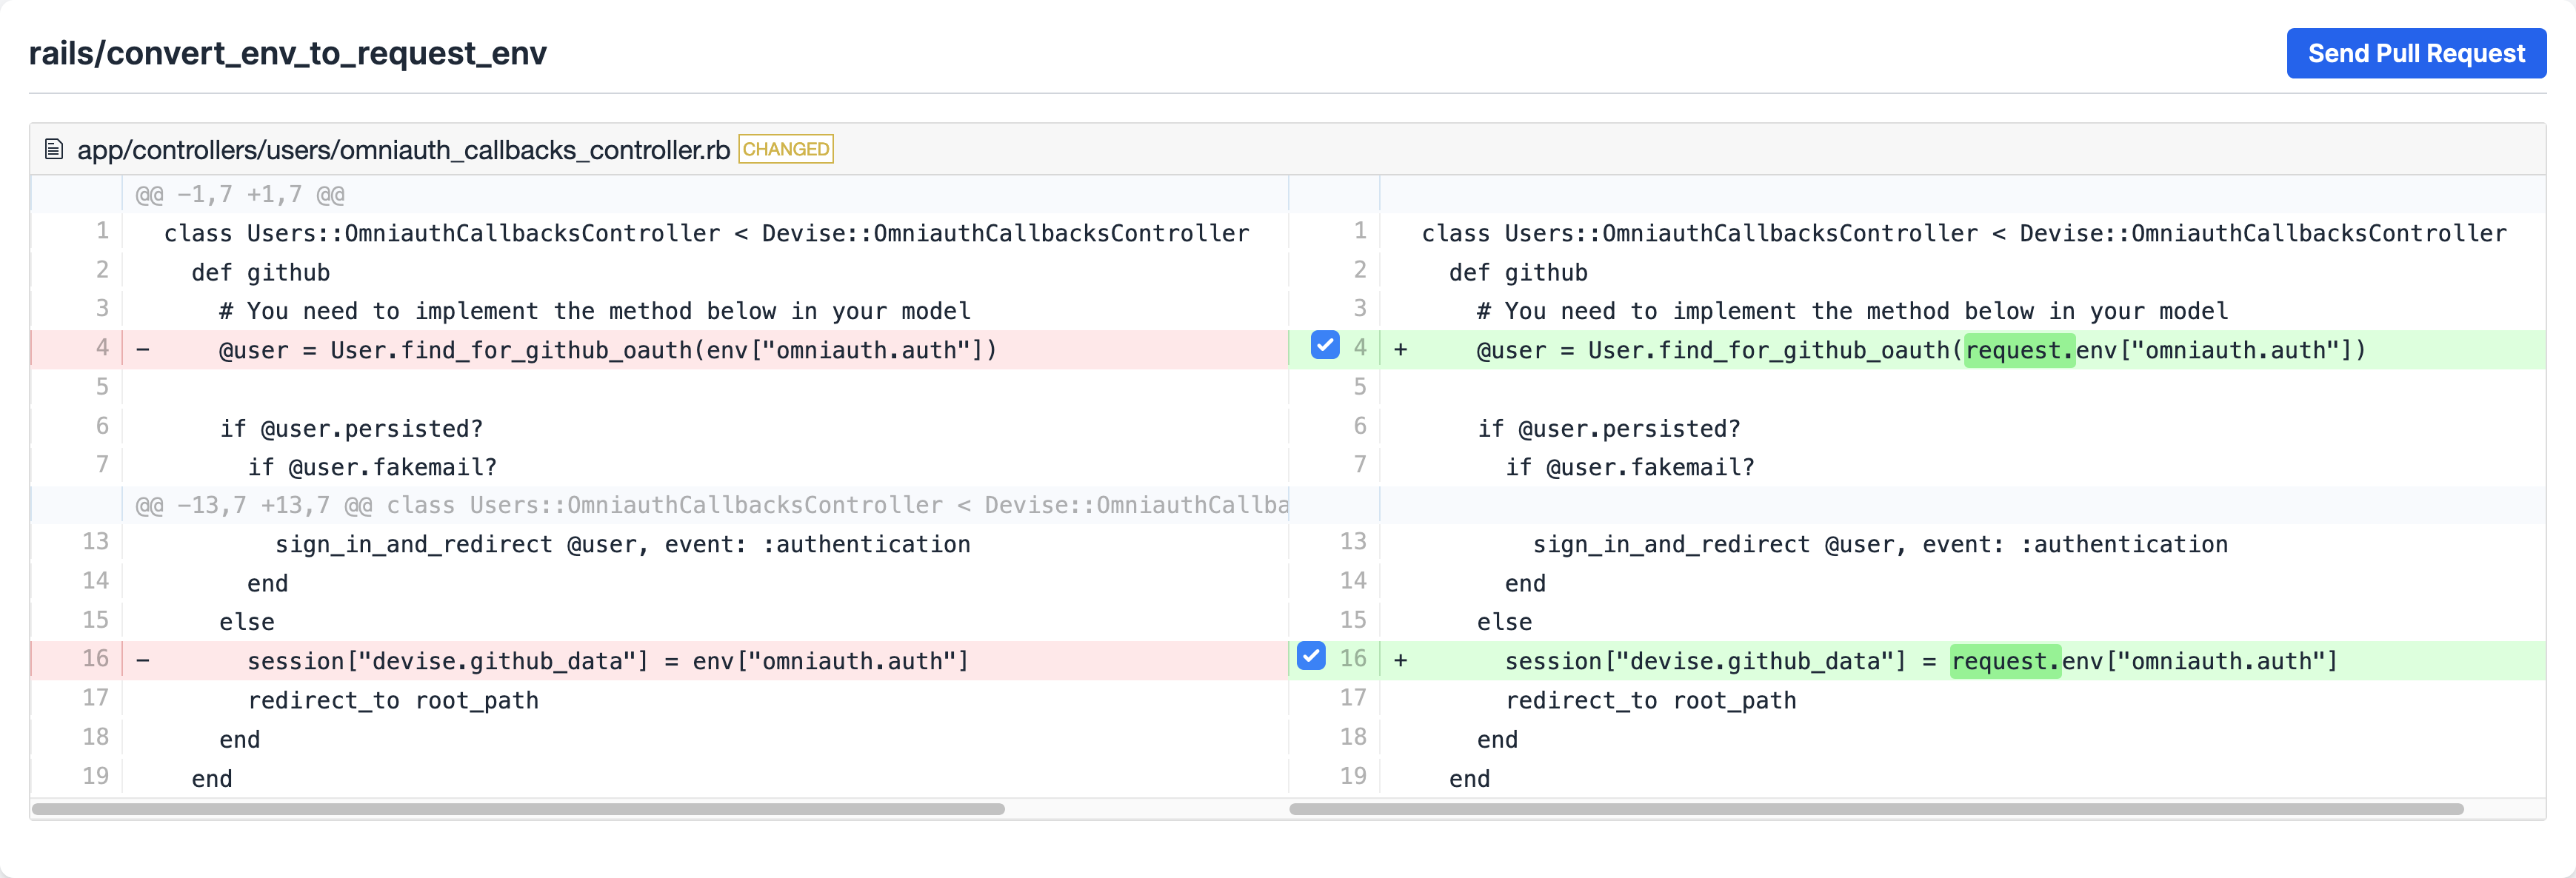 rails/convert_env_to_request_env
Send Pull Request
app/controllers/users/omniauth_callbacks_controller.rb CHANGED
@@ -1,7 +1,7 @@
1 class Users::OmniauthCallbacksController < Devise::OmniauthCallbacksController
2 def github
3 # You need to implement the method below in your model
4 - @user = User.find_for_github_oauth(env["omniauth.auth"])
5
6 if @user.persisted?
7 if @user.fakemail?
@@ -13,7 +13,7 @@ class Users::OmniauthCallbacksController < Devise::OmniauthCallba
13 sign_in_and_redirect @user, event: :authentication
14 end
15 else
16 - session["devise.github_data"] = env["omniauth.auth"]
17 redirect_to root_path
18 end
19 end
1 class Users::OmniauthCallbacksController < Devise::OmniauthCallbacksController
2 def github
3 # You need to implement the method below in your model
4 + @user = User.find_for_github_oauth(request.env["omniauth.auth"])
5
6 if @user.persisted?
7 if @user.fakemail?
13 sign_in_and_redirect @user, event: :authentication
14 end
15 else
16 + session["devise.github_data"] = request.env["omniauth.auth"]
17 redirect_to root_path
18 end
19 end